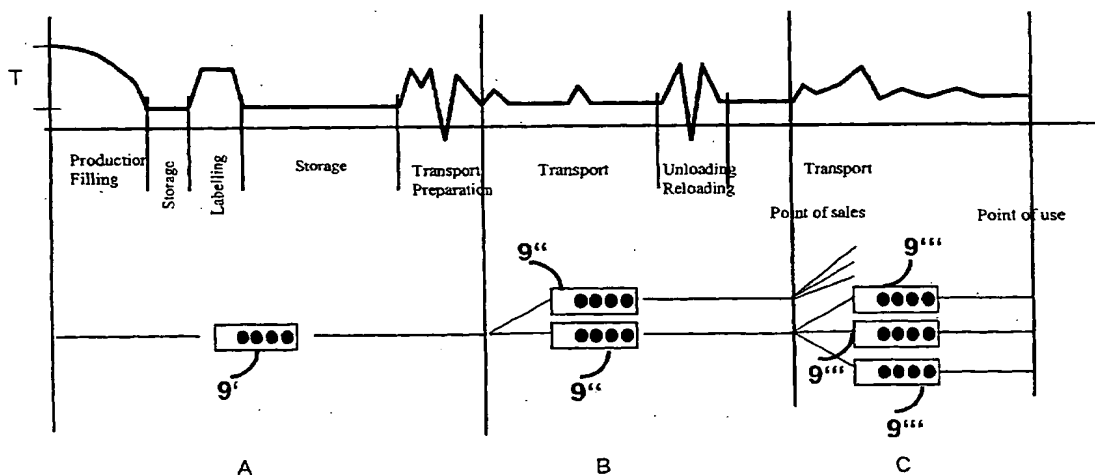 T
Production
Filling
Storage
Labelling
Storage
Transport
Preparation
Transport
Unloading
Reloading
Transport
Point of sales
Point of use
9“
9‘“
9‘
9“
9‘“
9‘“
A
B
C